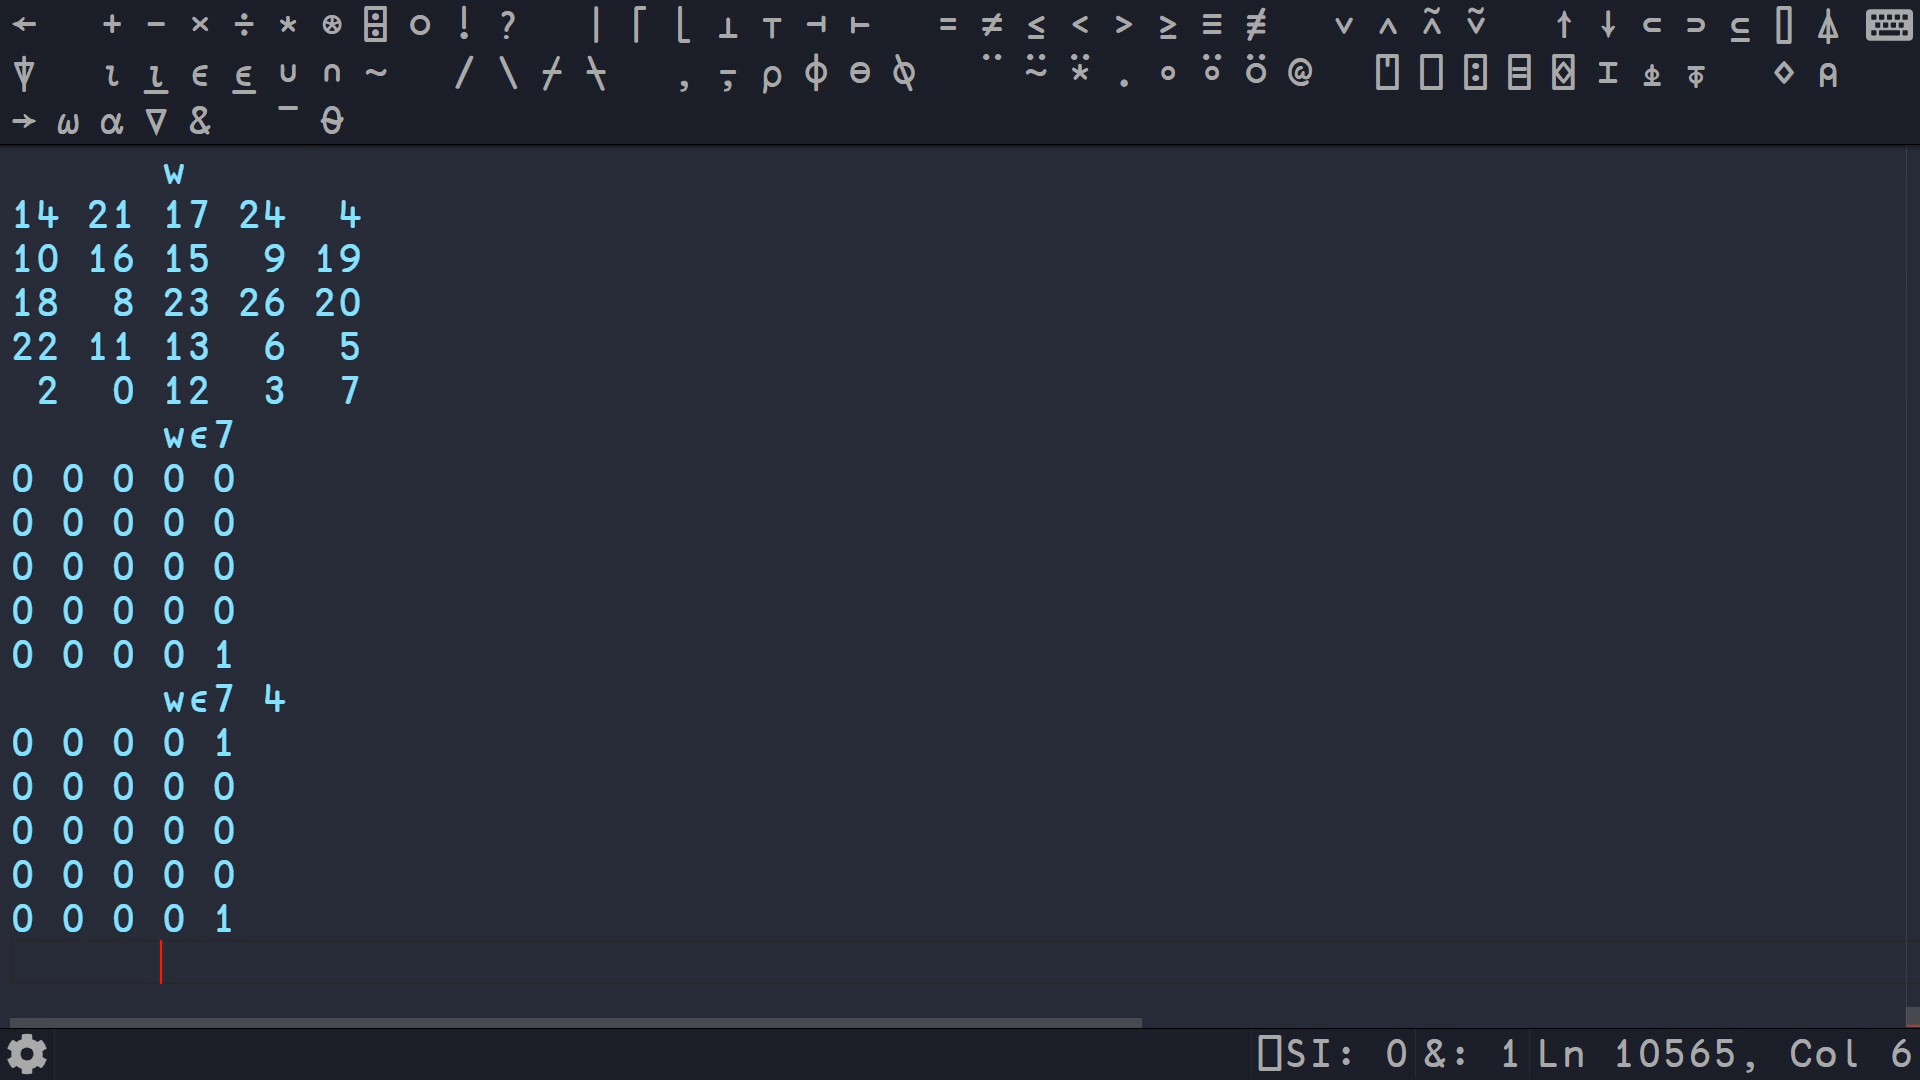 ← + - × ÷ * ⍟ ⌹ ○ ! ? | ⌈ ⌊ ⊥ ⊤ ⊣ ⊢ = ≠ ≤ < > ≥ ≡ ≢ ∨ ∧ ⍲ ⍱ ↑ ↓ ⊂ ⊃ ⊆ ⌷ ⍋
⍒ ⍳ ⍸ ∊ ⍷ ∪ ∩ ~ / \ ⌿ ⍀ , ⍪ ⍴ ⌽ ⊖ ⍉ ¨ ⍨ ⍣ . ∘ ⍤ ⍥ @ ⍞ ⎕ ⍠ ⌸ ⌺ ⌶ ⍎ ⍕ ⋄ ⍝
→ ⍵ ⍺ ∇ & ¯ ⍬
w
14 21 17 24 4
10 16 15 9 19
18 8 23 26 20
22 11 13 6 5
2 0 12 3 7
w∊7
0 0 0 0 0
0 0 0 0 0
0 0 0 0 0
0 0 0 0 0
0 0 0 0 1
w∊7 4
0 0 0 0 1
0 0 0 0 0
0 0 0 0 0
0 0 0 0 0
0 0 0 0 1
⎕SI: 0 &: 1 Ln 10565, Col 6